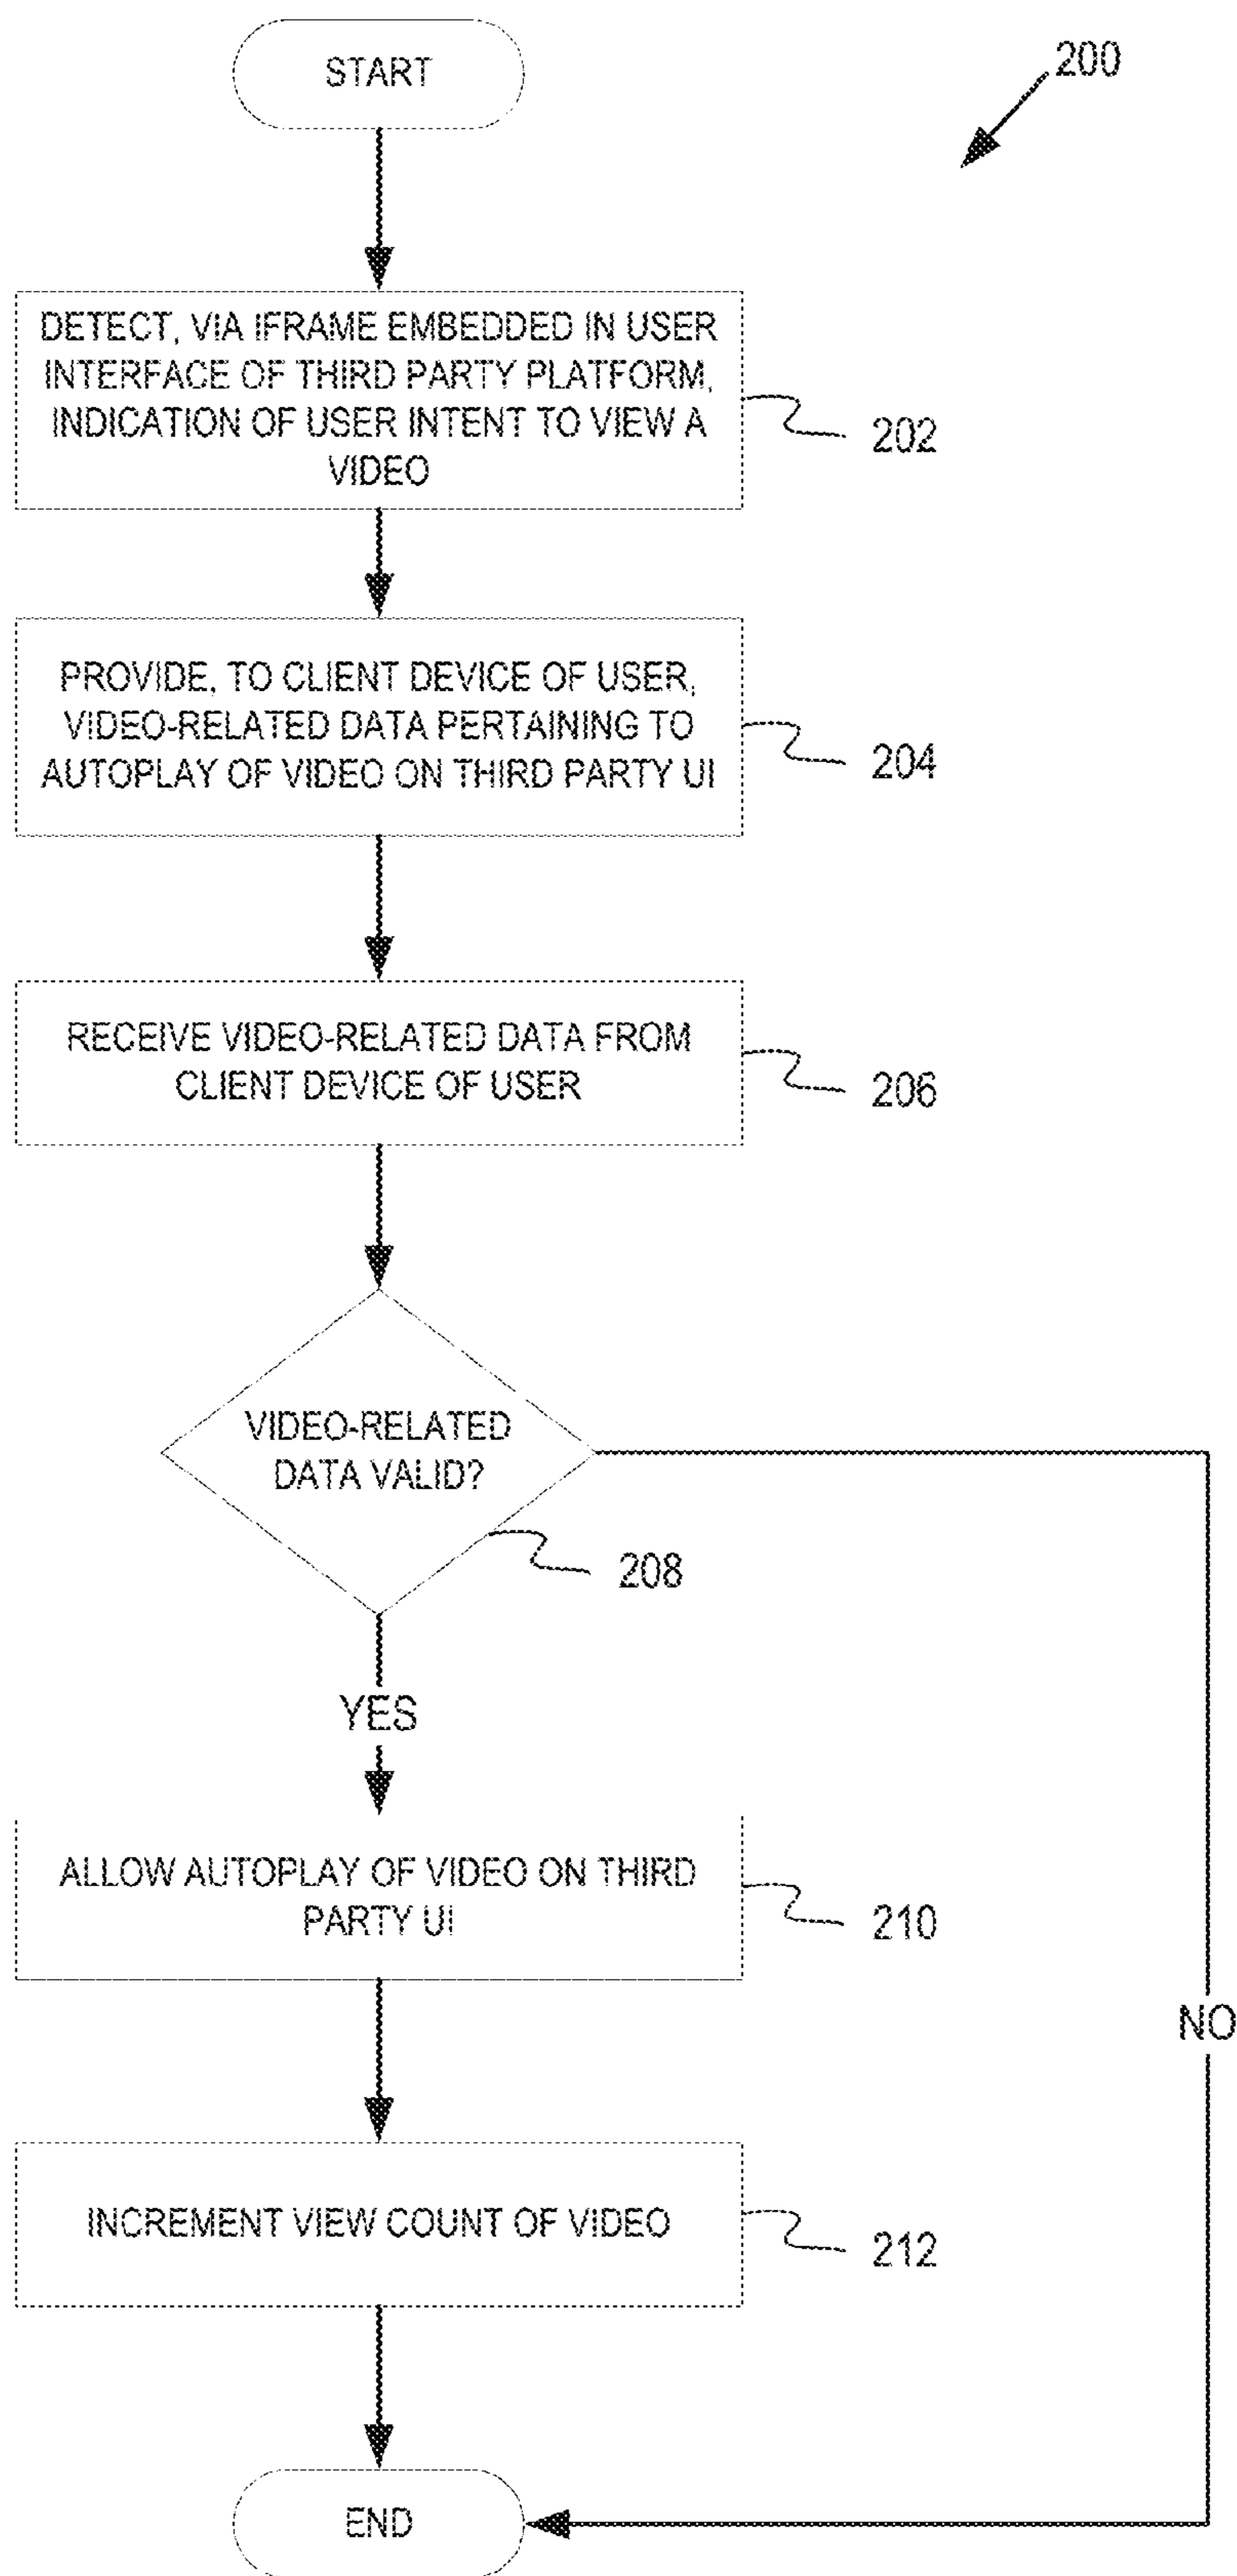 START
200
DETECT, VIA IFRAME EMBEDDED IN USER
INTERFACE OF THIRD PARTY PLATFORM,
INDICATION OF USER INTENT TO VIEW A
VIDEO
202
PROVIDE, TO CLIENT DEVICE OF USER,
VIDEO-RELATED DATA PERTAINING TO
AUTOPLAY OF VIDEO ON THIRD PARTY UI
204
RECEIVE VIDEO-RELATED DATA FROM
CLIENT DEVICE OF USER
206
VIDEO-RELATED
DATA VALID?
208
YES
ALLOW AUTOPLAY OF VIDEO ON THIRD
PARTY UI
210
NO
INCREMENT VIEW COUNT OF VIDEO
212
END